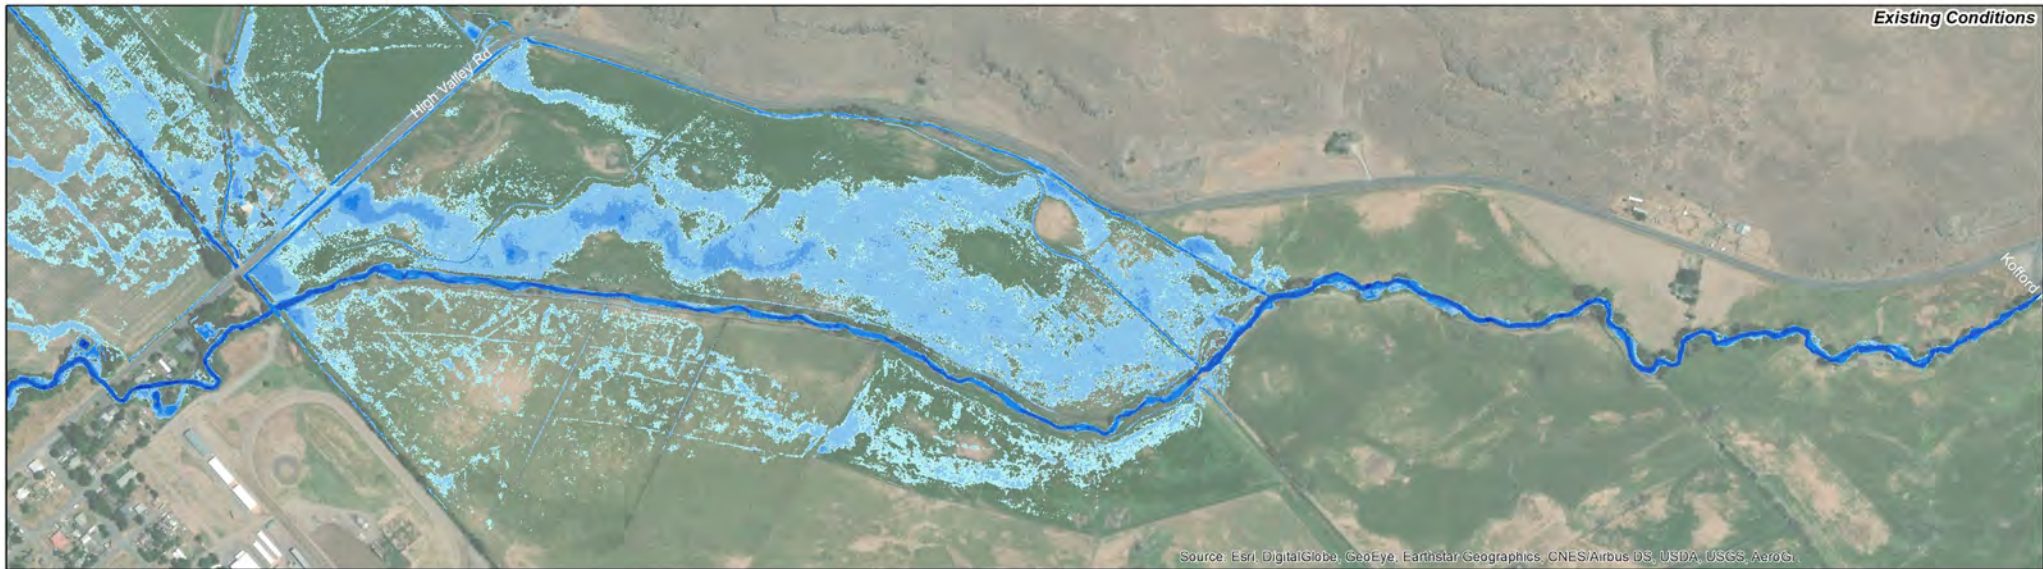 Existing Conditions
High Valley Rd
Kofford
Source: Esri, DigitalGlobe, GeoEye, Earthstar Geographics, CNES/Airbus DS, USDA, USGS, AeroG